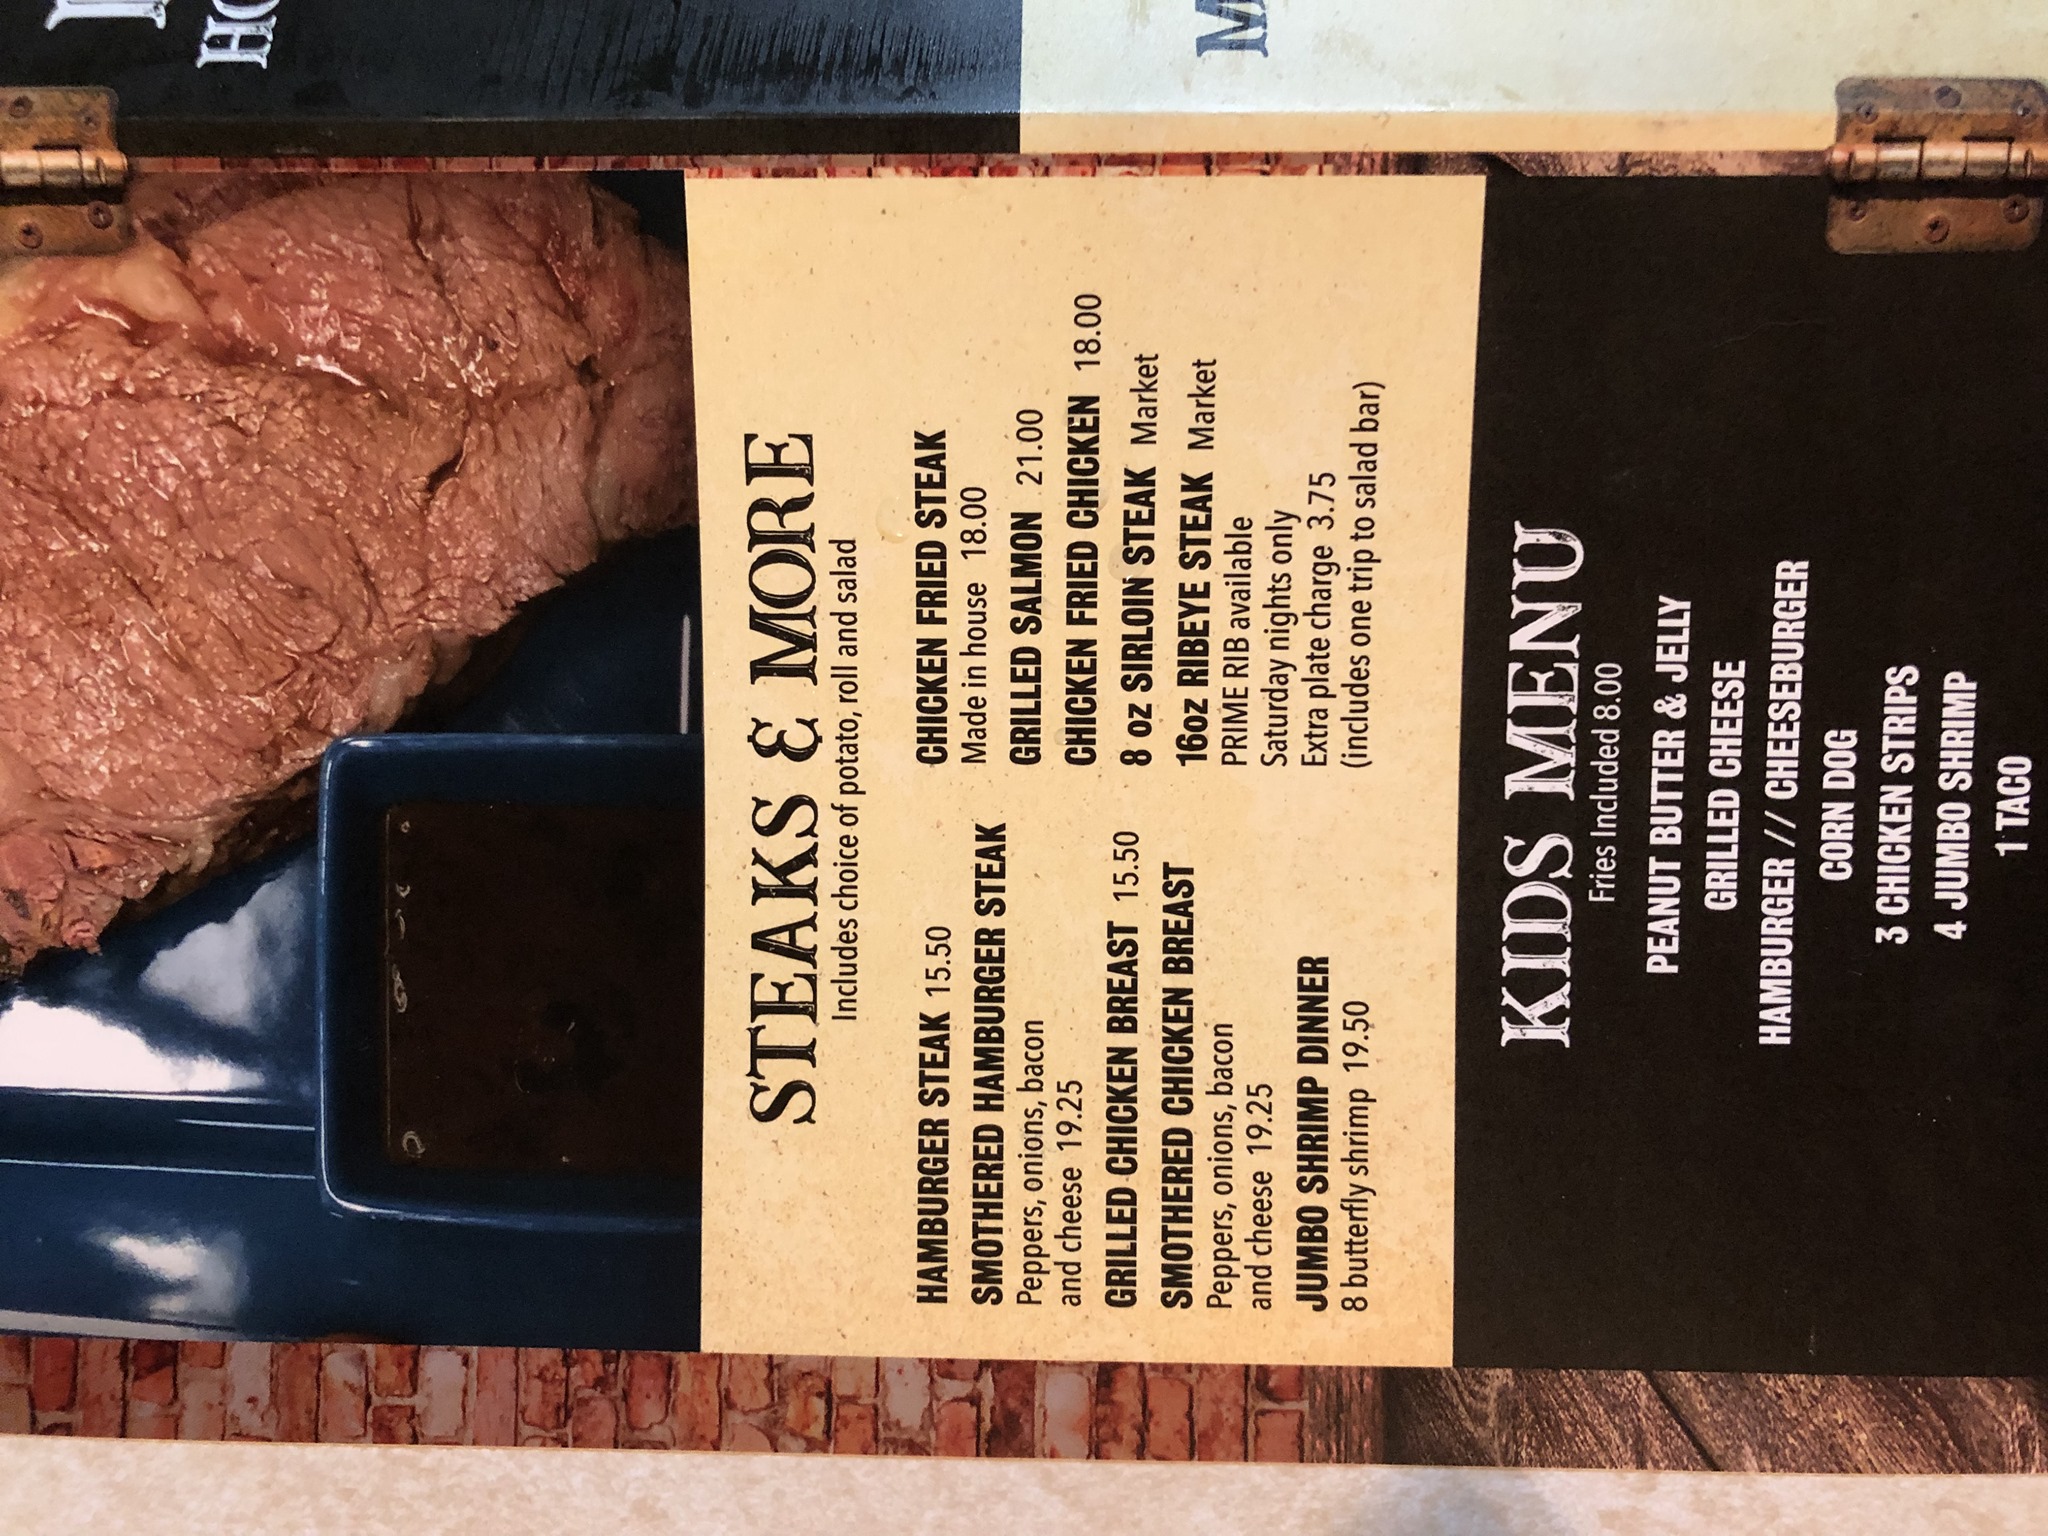 STEAKS & MORE
Includes choice of potato, roll and salad
HAMBURGER STEAK 15.50
SMOTHERED HAMBURGER STEAK
Peppers, onions, bacon
and cheese 19.25
GRILLED CHICKEN BREAST 15.50
SMOTHERED CHICKEN BREAST
Peppers, onions, bacon
and cheese 19.25
JUMBO SHRIMP DINNER
8 butterfly shrimp 19.50
CHICKEN FRIED STEAK
Made in house 18.00
GRILLED SALMON 21.00
CHICKEN FRIED CHICKEN 18.00
8 oz SIRLOIN STEAK Market
16oz RIBEYE STEAK Market
PRIME RIB available
Saturday nights only
Extra plate charge 3.75
(includes one trip to salad bar)
KIDS MENU
Fries Included 8.00
PEANUT BUTTER & JELLY
GRILLED CHEESE
HAMBURGER // CHEESEBURGER
CORN DOG
3 CHICKEN STRIPS
4 JUMBO SHRIMP
1 TACO